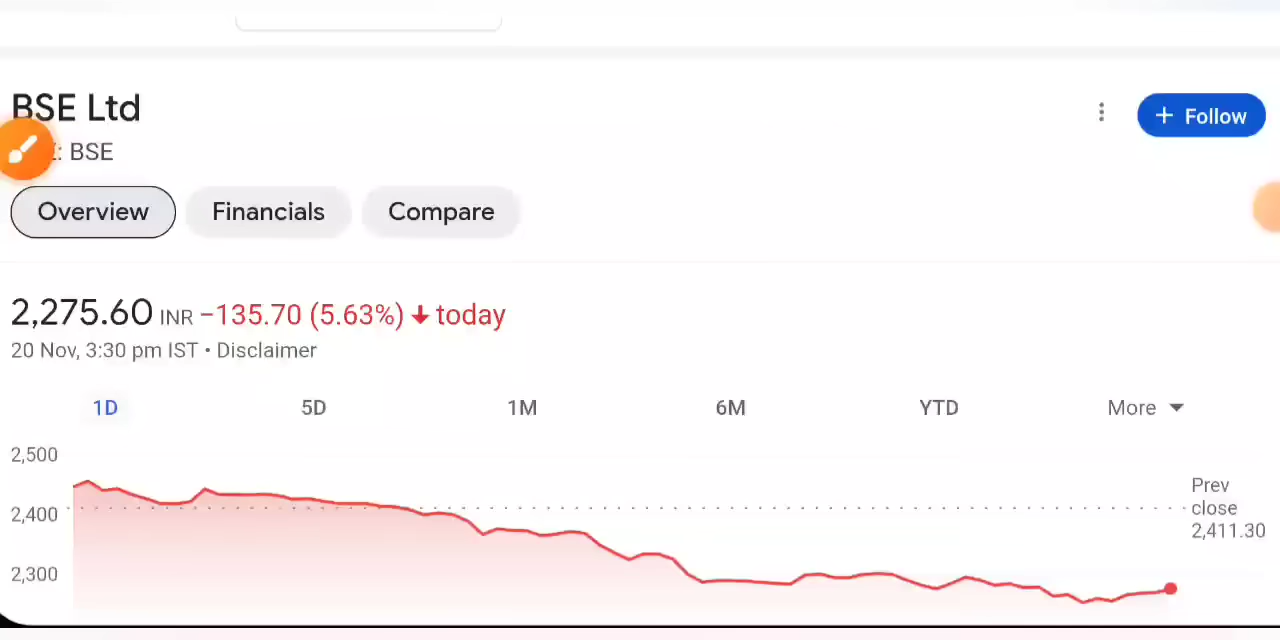 BSE Ltd
: BSE
+ Follow
Overview
Financials
Compare
2,275.60 INR −135.70 (5.63%) ↓ today
20 Nov, 3:30 pm IST • Disclaimer
1D
5D
1M
6M
YTD
More
2,500
2,400
2,300
Prev
close
2,411.30